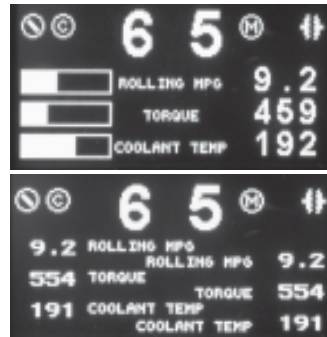 © 6 5 M
ROLLING MPG 9.2
TORQUE 459
COOLANT TEMP 192
© 6 5 M
9.2 ROLLING MPG
ROLLING MPG 9.2
554 TORQUE
TORQUE 554
191 COOLANT TEMP
COOLANT TEMP 191